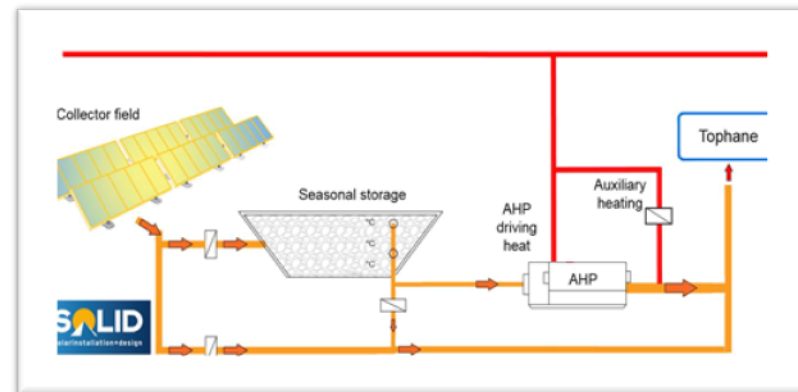 Collector field
Tophane
Seasonal storage
Auxiliary
heating
AHP
driving
heat
°C
°C
°C
AHP
SOLID
solarinstallation+design